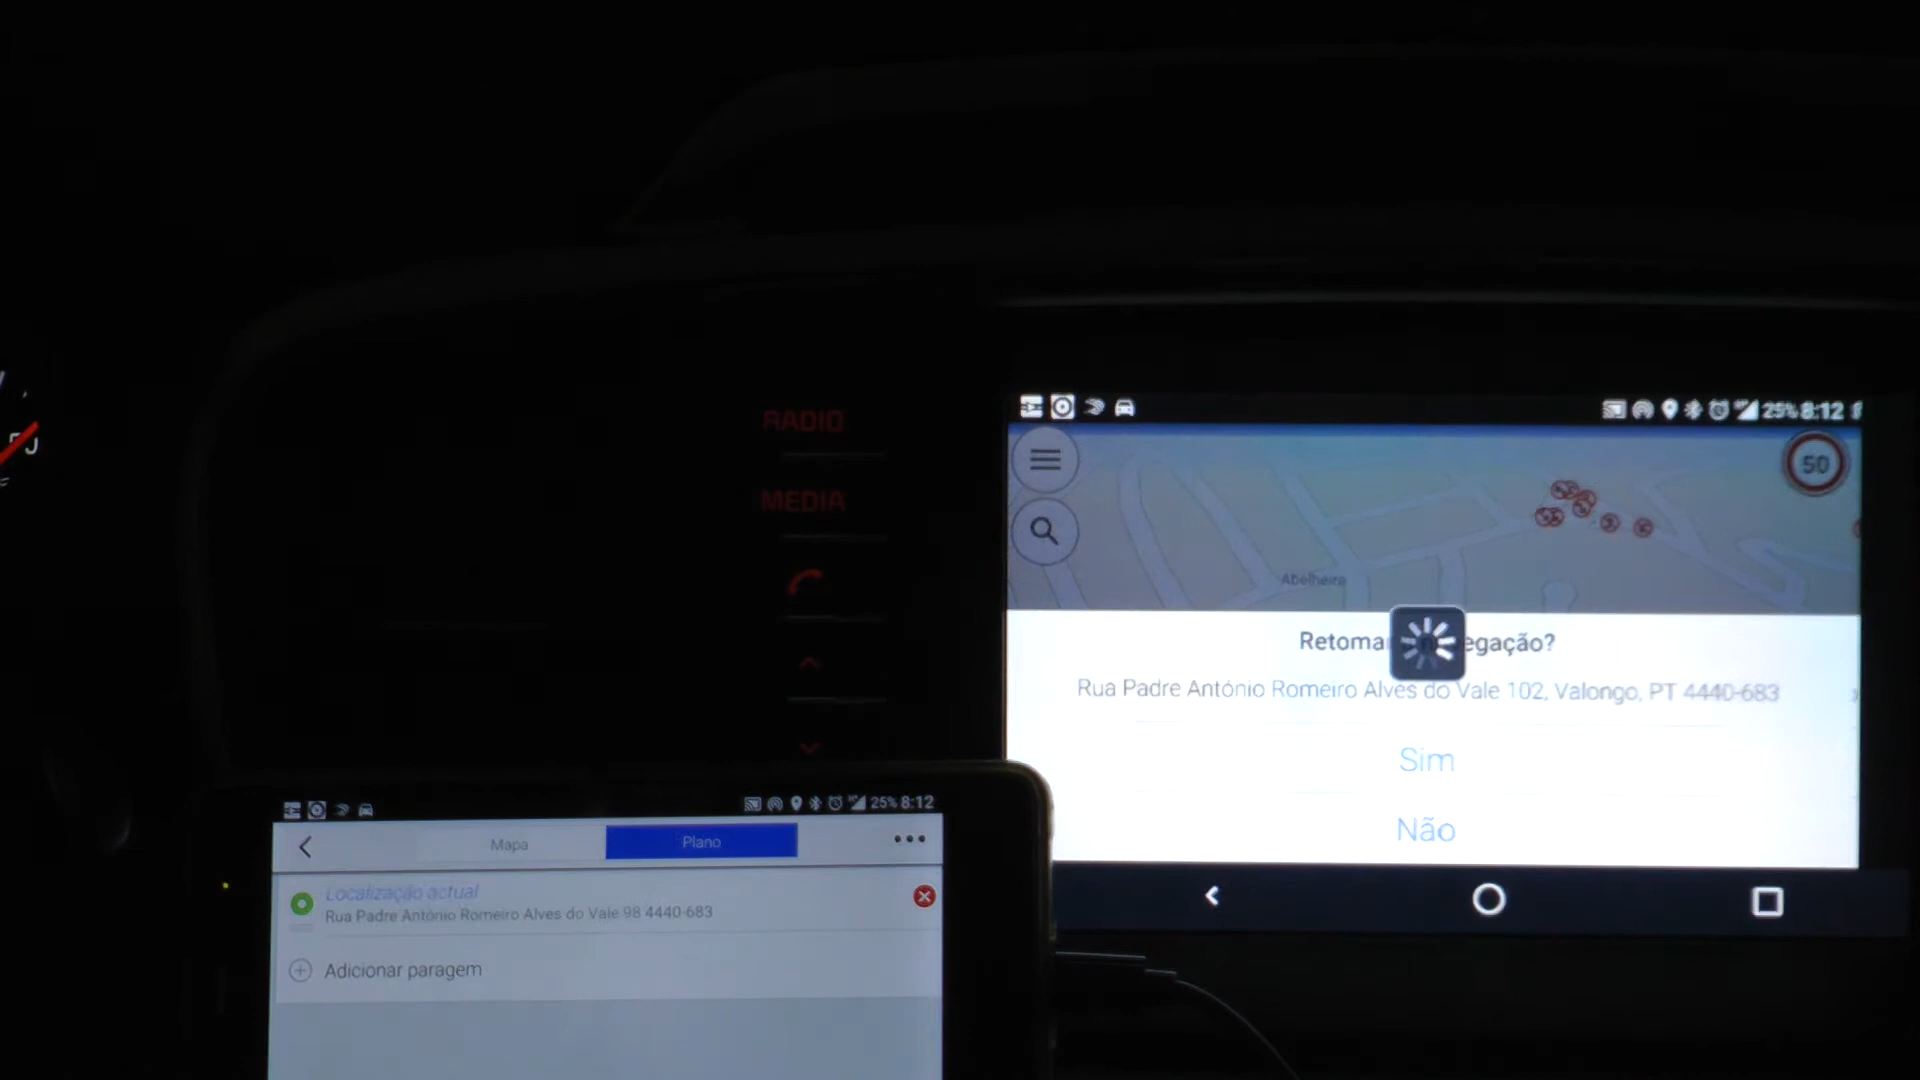 RADIO
MEDIA
25% 8:12
50
Abelheira
Rua Padre António Romeiro Alves do Vale 102, Valongo, PT 4440-683
Sim
Não
25% 8:12
Mapa
Plano
Localização actual
Rua Padre António Romeiro Alves do Vale 98 4440-683
Adicionar paragem